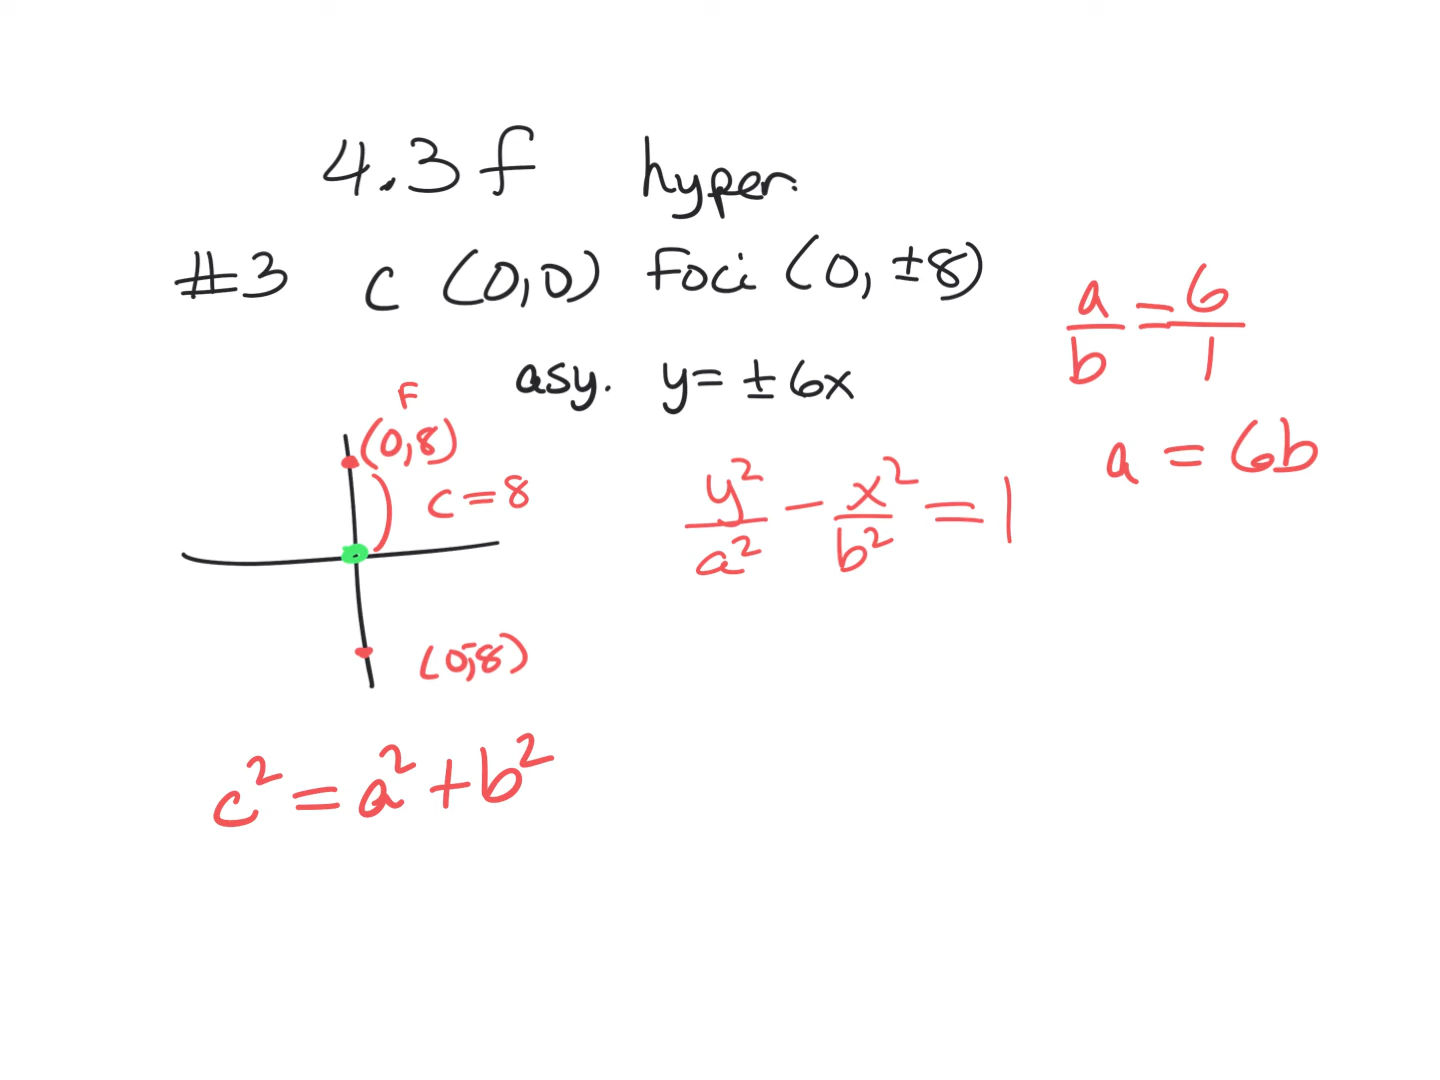 4.3f hyper.
#3 c (0,0) Foci (0, ±8)
asy. y = ±6x
a/b = 6/1
a = 6b
F
(0,8)
c = 8
(0,-8)
y²/a² - x²/b² = 1
c² = a² + b²